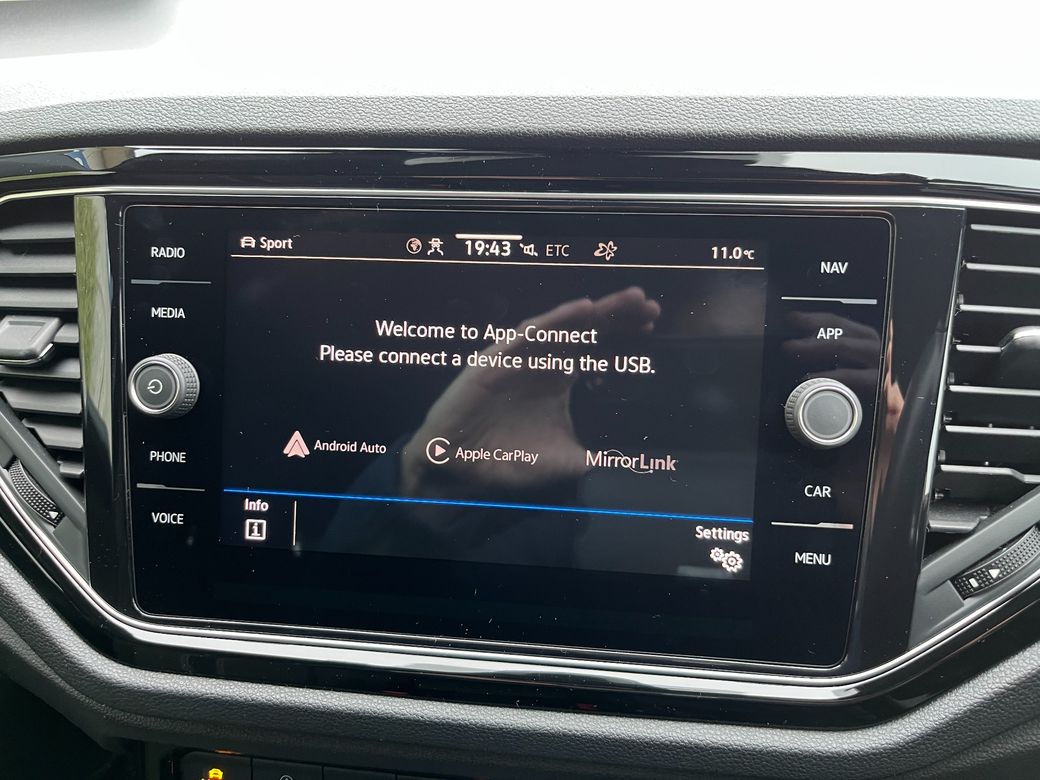 RADIO
MEDIA
PHONE
VOICE
Sport
19:43
ETC
11.0°C
Welcome to App-Connect
Please connect a device using the USB.
Android Auto
Apple CarPlay
MirrorLink
Info
Settings
NAV
APP
CAR
MENU